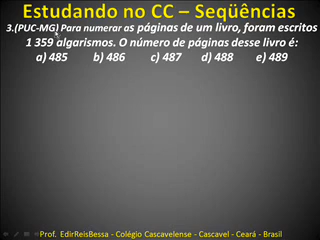 Estudando no CC – Seqüências
3.(PUC-MG) Para numerar as páginas de um livro, foram escritos
1 359 algarismos. O número de páginas desse livro é:
a) 485 b) 486 c) 487 d) 488 e) 489
Prof. EdirReisBessa - Colégio Cascavelense - Cascavel - Ceará - Brasil